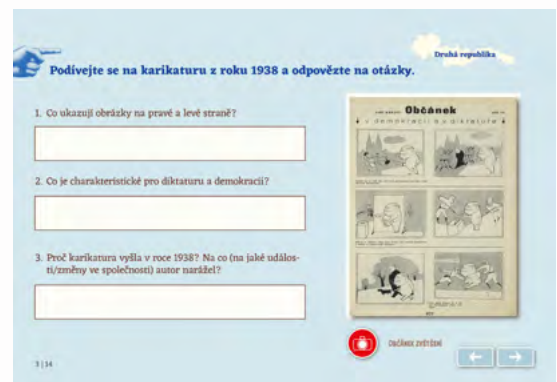 Druhá republika
Podívejte se na karikaturu z roku 1938 a odpovězte na otázky.
1. Co ukazují obrázky na pravé a levé straně?
2. Co je charakteristické pro diktaturu a demokracii?
3. Proč karikatura vyšla v roce 1938? Na co (na jaké událos-
ti/změny ve společnosti) autor narážel?
Občánek
v demokracii a v diktatuře
OBČÁNEK ZVĚTŠENÍ
3 | 14